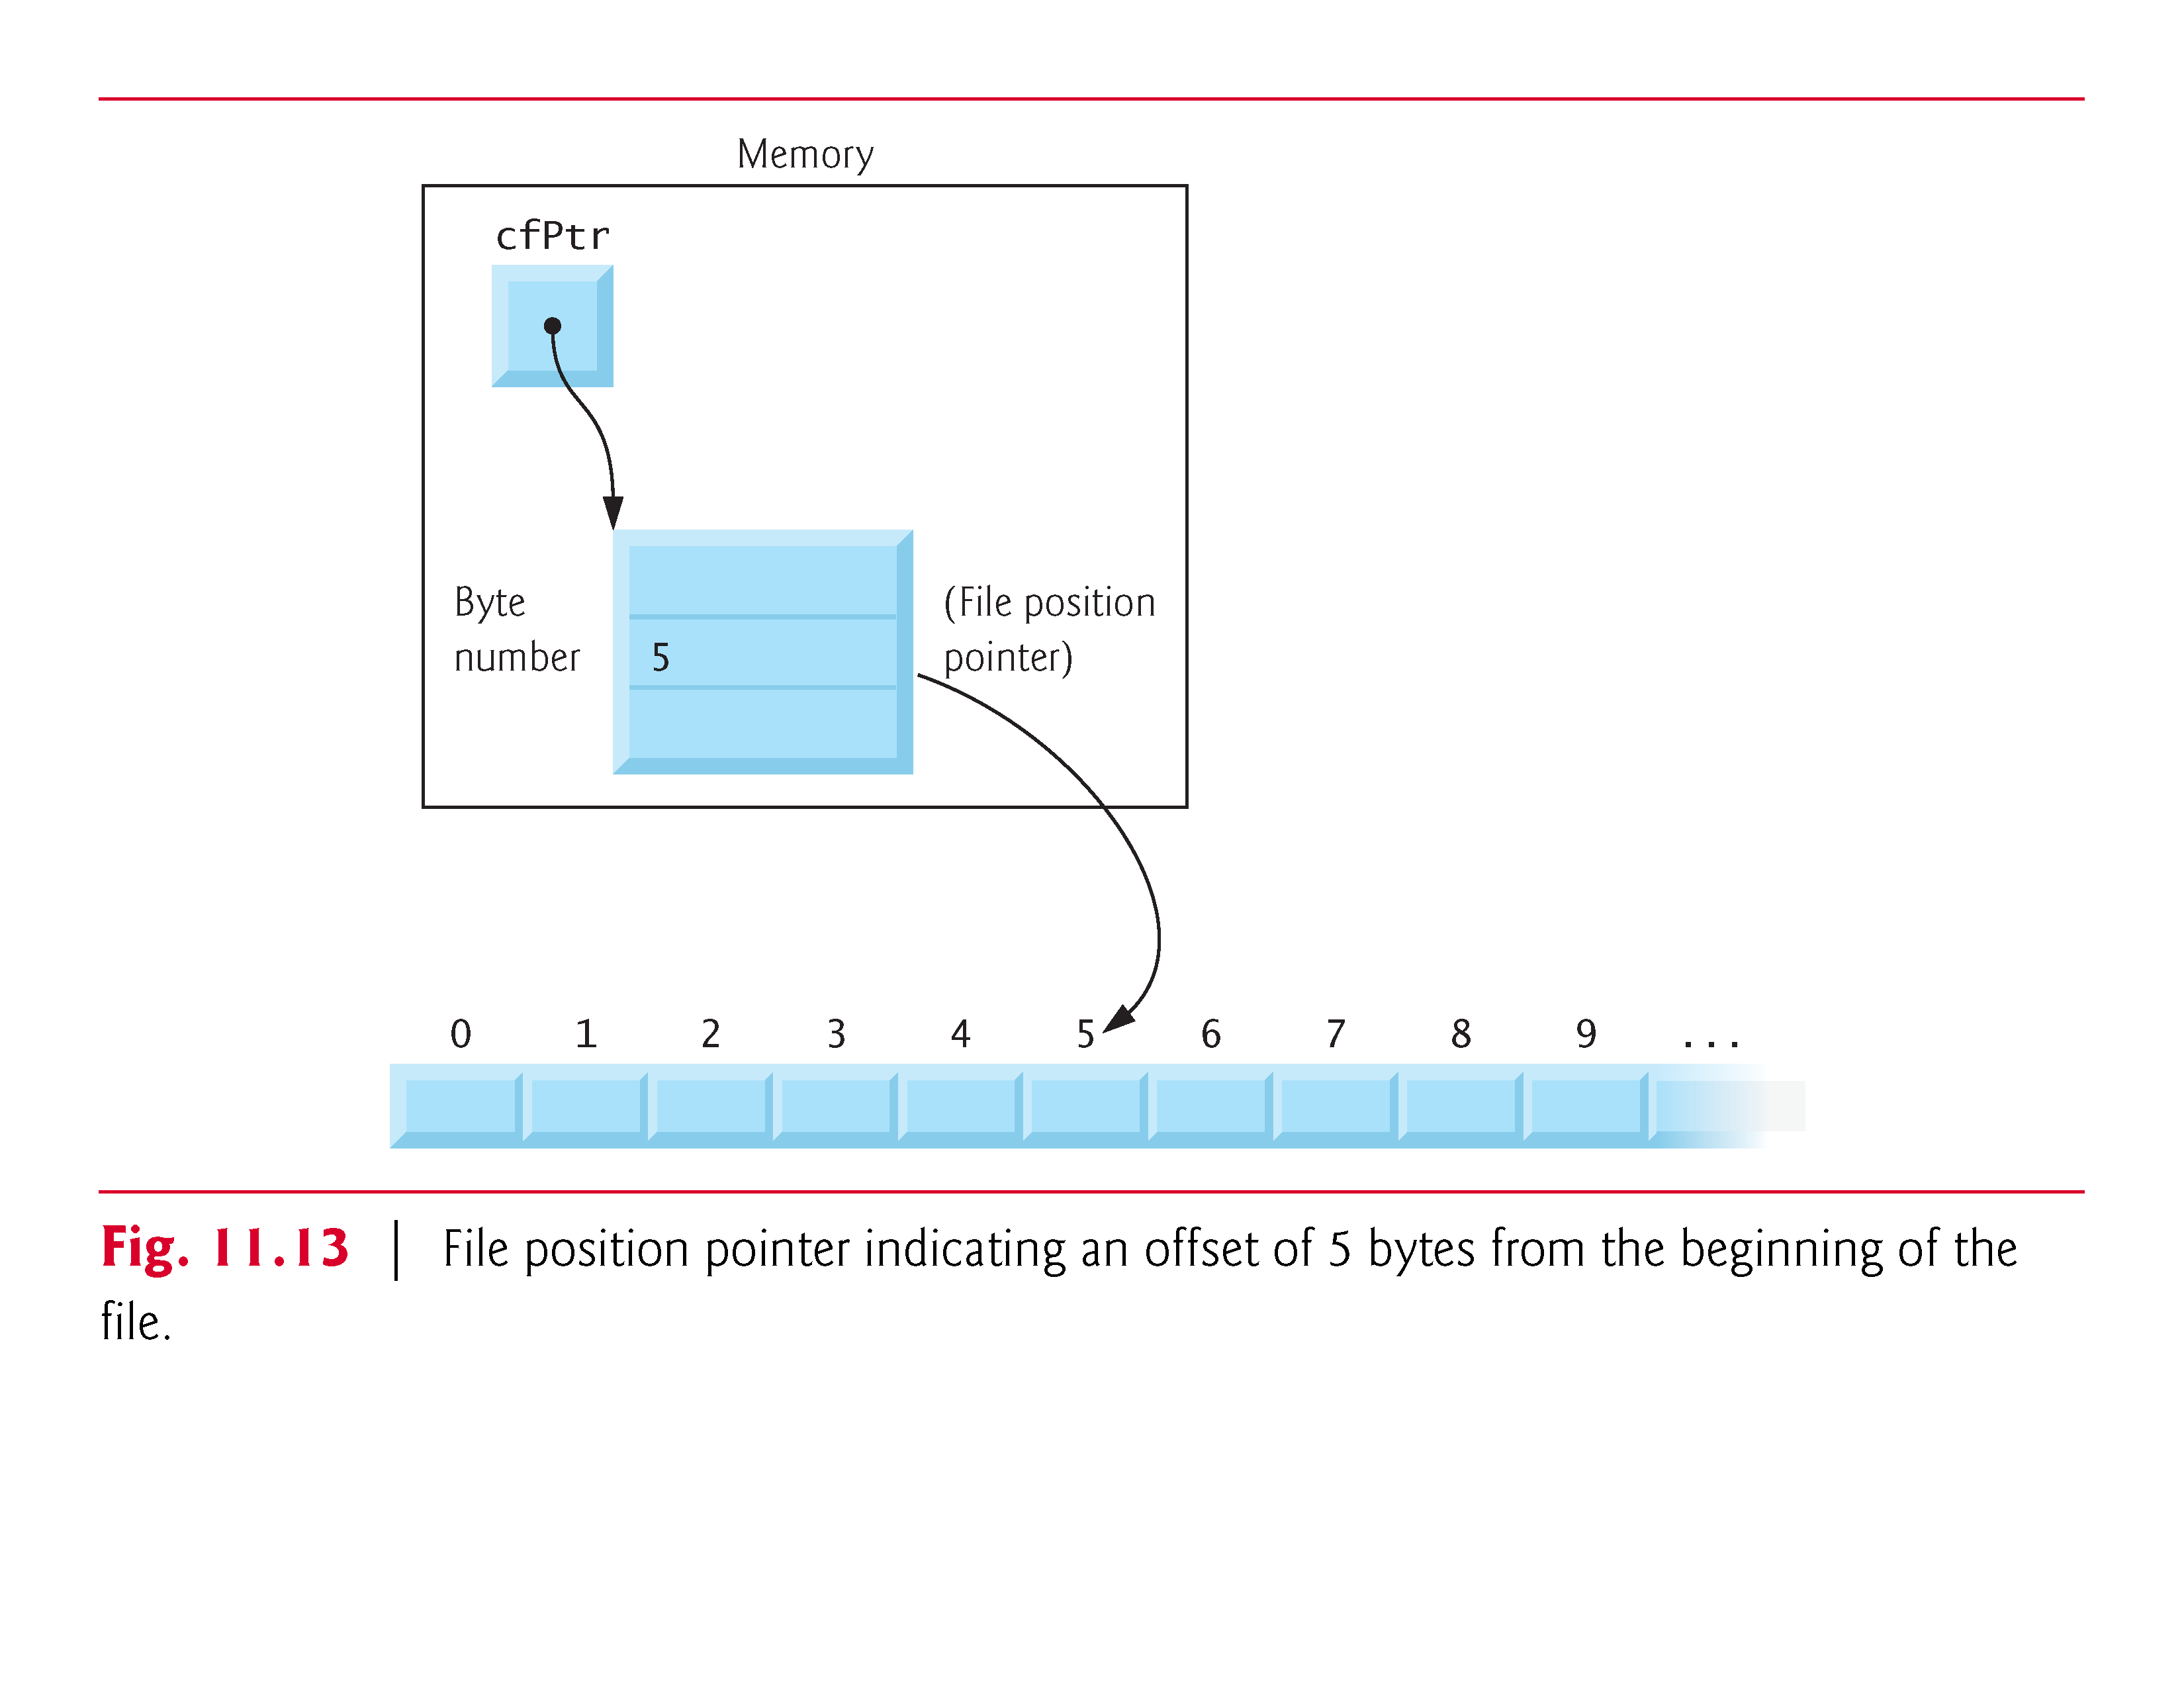 Memory
cfPtr
Byte
number
5
(File position
pointer)
0 1 2 3 4 5 6 7 8 9 ...
Fig. 11.13 | File position pointer indicating an offset of 5 bytes from the beginning of the
file.